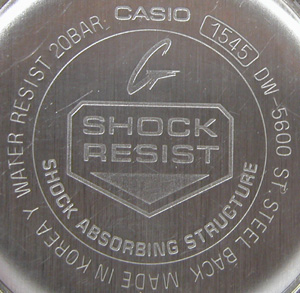 CASIO
G
SHOCK
RESIST
SHOCK ABSORBING STRUCTURE
WATER RESIST 20BAR
1545 DW-5600 ST. STEEL BACK MADE IN KOREA Y